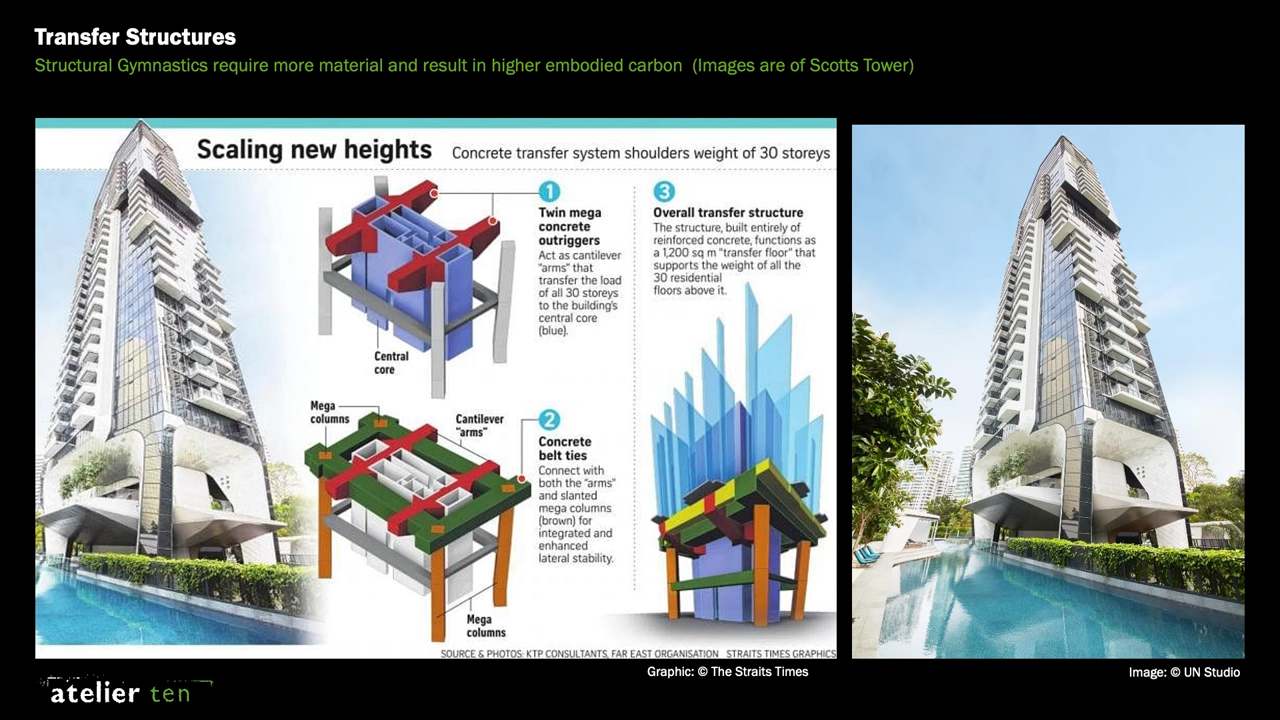 Transfer Structures
Structural Gymnastics require more material and result in higher embodied carbon (Images are of Scotts Tower)
Scaling new heights Concrete transfer system shoulders weight of 30 storeys
1
Twin mega
concrete
outriggers
Act as cantilever
"arms" that
transfer the load
of all 30 storeys
to the building's
central core
(blue).
Central
core
3
Overall transfer structure
The structure, built entirely of
reinforced concrete, functions as
a 1,200 sq m "transfer floor" that
supports the weight of all the
30 residential
floors above it.
Mega
columns
Cantilever
"arms"
2
Concrete
belt ties
Connect with
both the "arms"
and slanted
mega columns
(brown) for
integrated and
enhanced
lateral stability.
Mega
columns
SOURCE & PHOTOS: KTP CONSULTANTS, FAR EAST ORGANISATION STRAITS TIMES GRAPHICS
Graphic: © The Straits Times
Image: © UN Studio
atelier ten